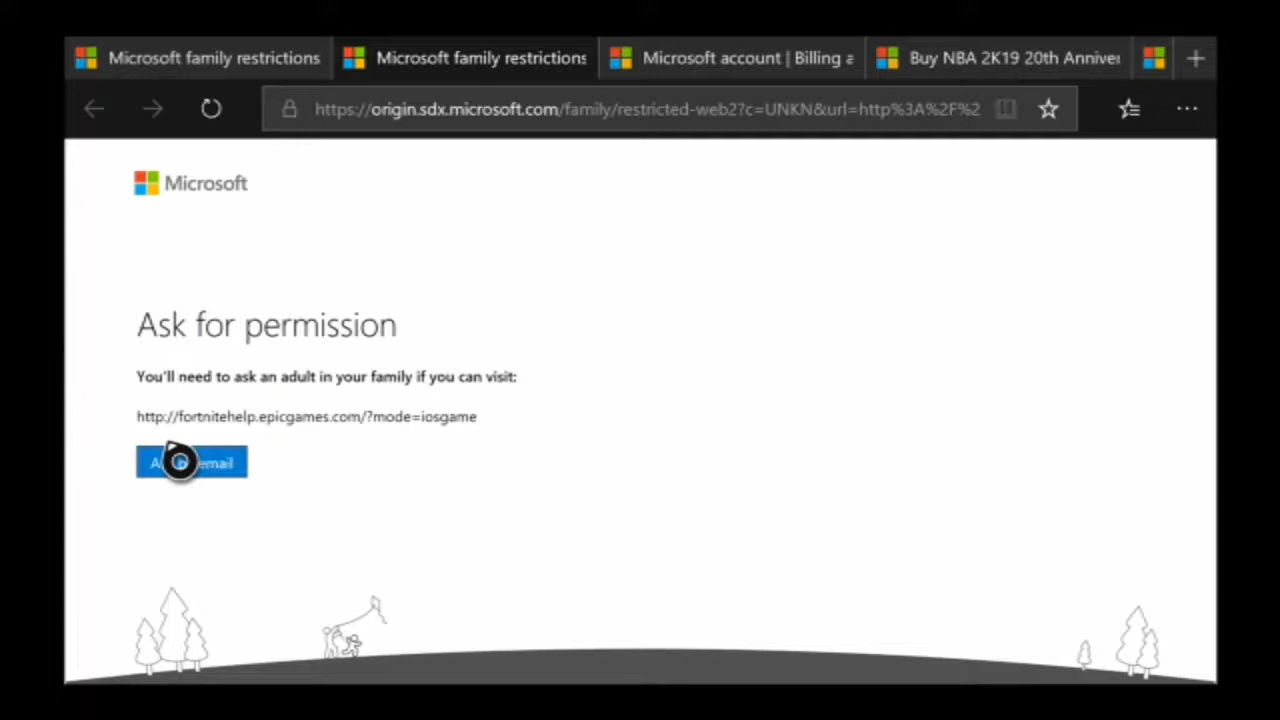 Microsoft family restrictions
Microsoft family restrictions
Microsoft account | Billing a
Buy NBA 2K19 20th Anniver
https://origin.sdx.microsoft.com/family/restricted-web2?c=UNKN&url=http%3A%2F%2
Microsoft
Ask for permission
You'll need to ask an adult in your family if you can visit:
http://fortnitehelp.epicgames.com/?mode=iosgame
email